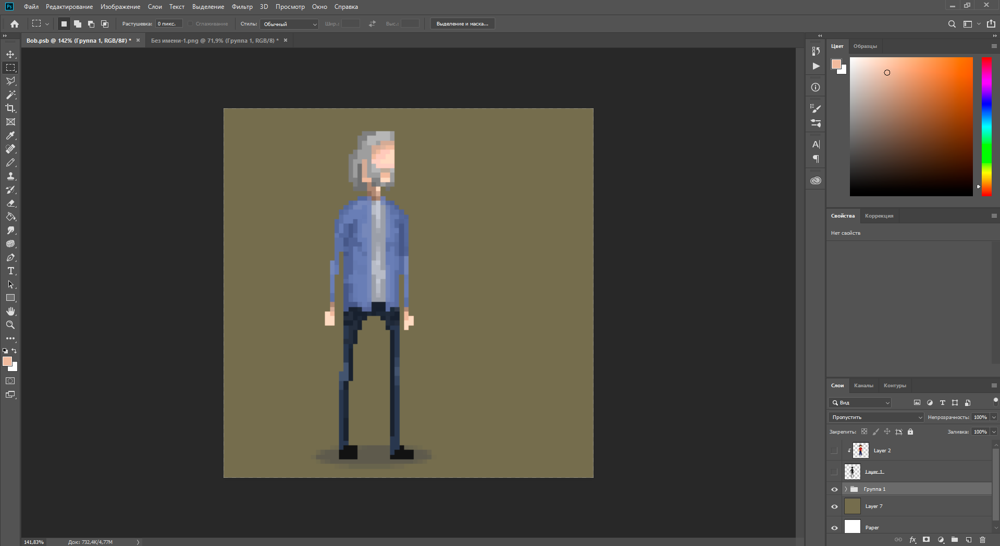 Ps Файл Редактирование Изображение Слои Текст Выделение Фильтр 3D Просмотр Окно Справка
Растушевка: 0 пикс. Сглаживание Стиль: Обычный Шир.: Выс.: Выделение и маска...
Bob.psb @ 142% (Группа 1, RGB/8#) * Без имени-1.png @ 71,9% (Группа 1, RGB/8) *
Цвет Образцы
Свойства Коррекция
Нет свойств
Слои Каналы Контуры
Вид
Пропустить Непрозрачность: 100%
Закрепить: Заливка: 100%
Layer 2
Layer 1
Группа 1
Layer 7
Paper
141,83% Док: 732,4K/4,77M